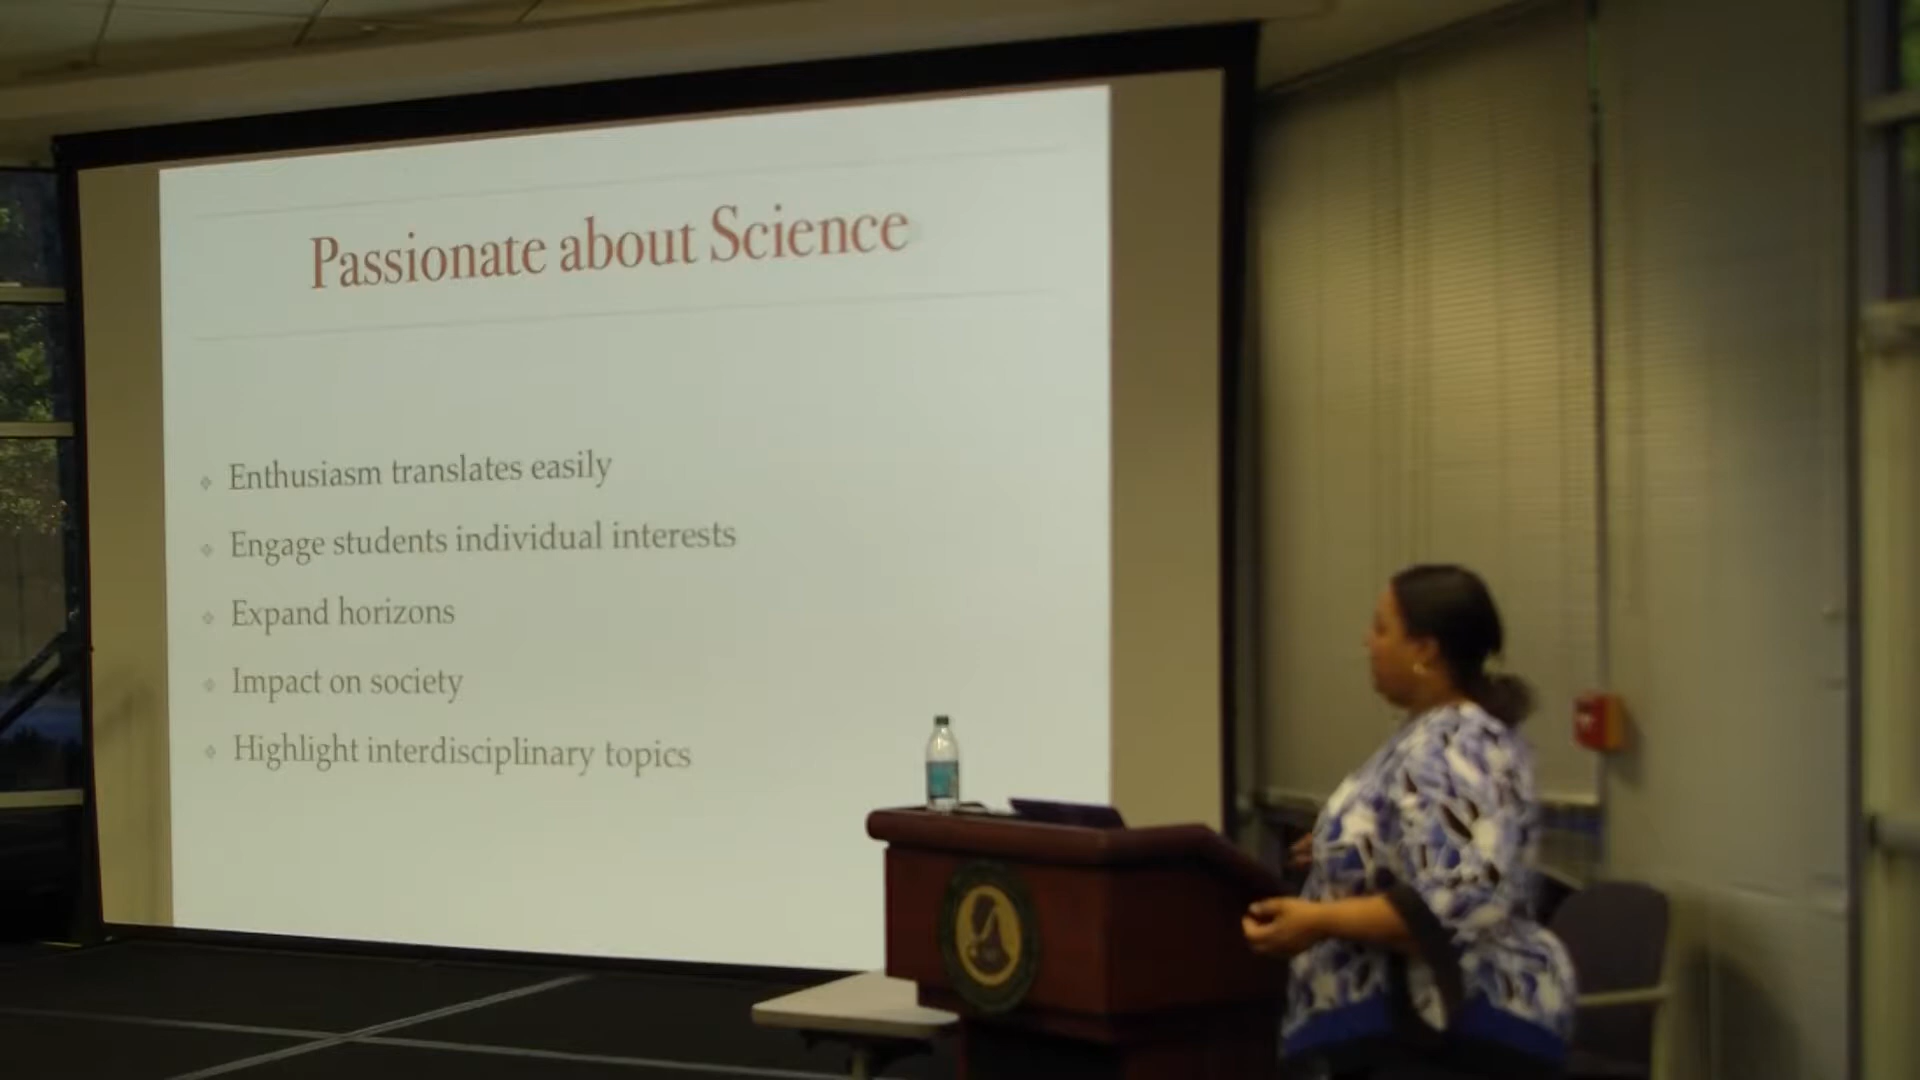 Passionate about Science
Enthusiasm translates easily
Engage students individual interests
Expand horizons
Impact on society
Highlight interdisciplinary topics